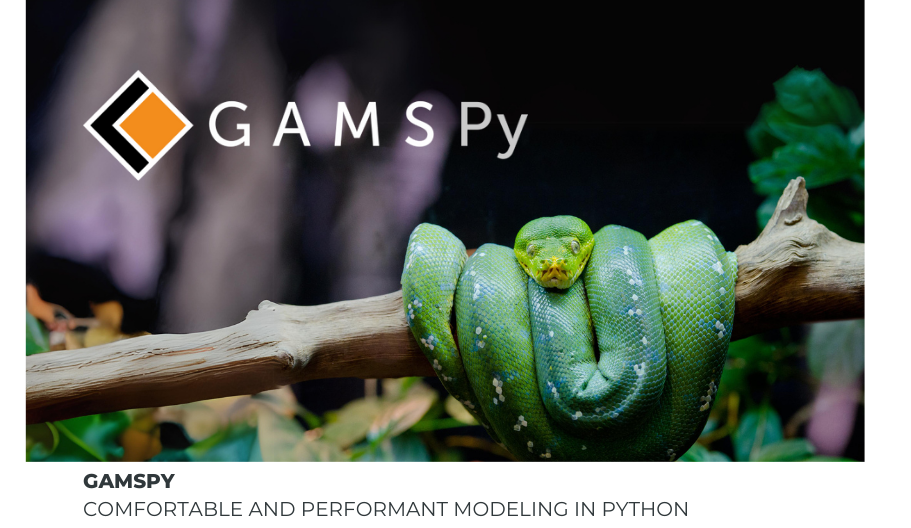 GAMSPy
GAMSPY
COMFORTABLE AND PERFORMANT MODELING IN PYTHON